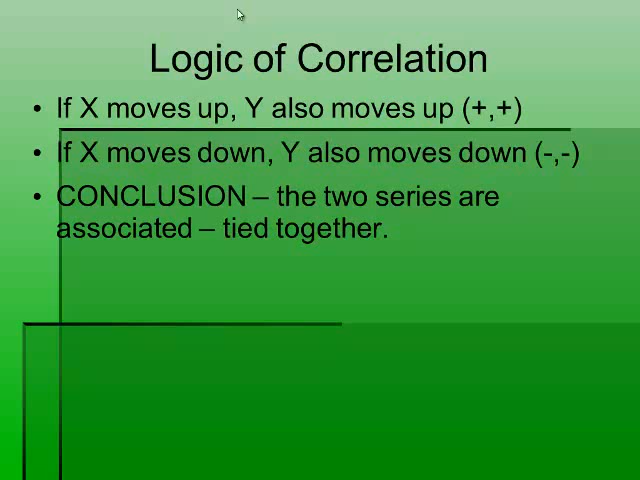 Logic of Correlation
• If X moves up, Y also moves up (+,+)
• If X moves down, Y also moves down (-,-)
• CONCLUSION – the two series are
associated – tied together.